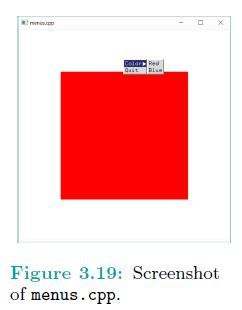 menus.cpp
Color Red
Quit Blue
Figure 3.19: Screenshot
of menus.cpp.